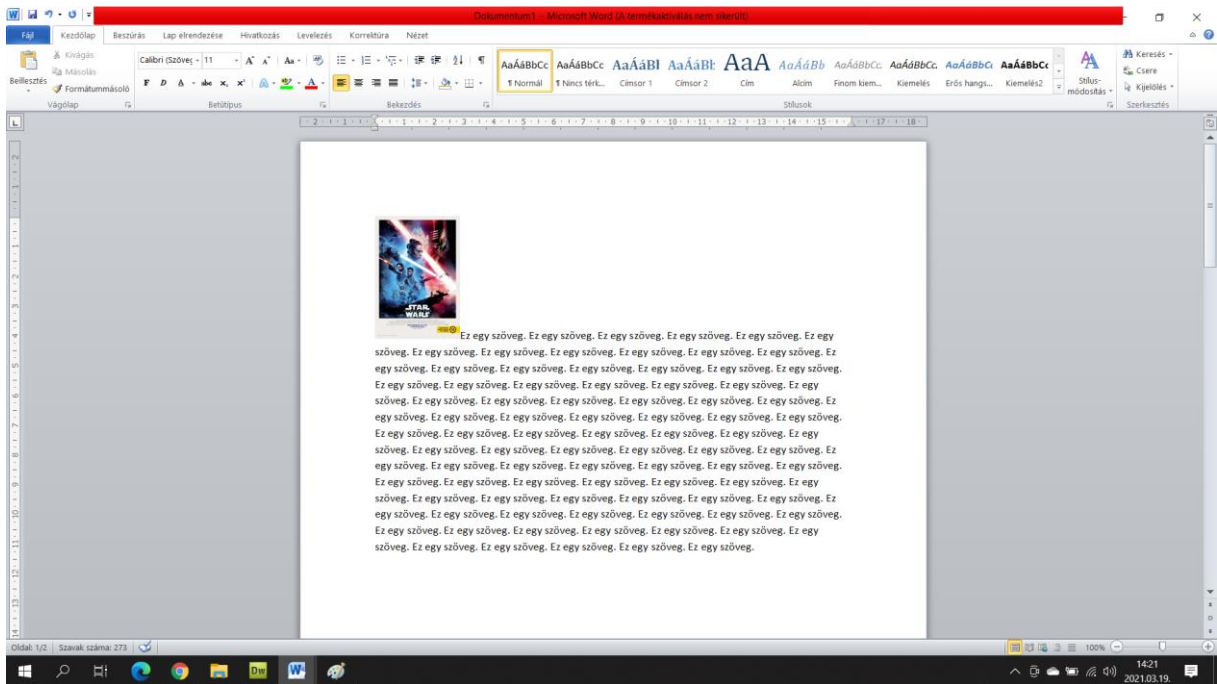 Dokumentum1 - Microsoft Word (A termékaktiválás nem sikerült)
Fájl Kezdőlap Beszúrás Lap elrendezése Hivatkozás Levelezés Korrektúra Nézet
Beillesztés
Kivágás
Másolás
Formátummásoló
Vágólap
Calibri (Szöveg 11
Betűtípus
Bekezdés
AaÁáBbCc AaÁáBbCc AaÁáBl AaÁáBb AaA AaÁáBb AaÁáBbCc. AaÁáBbCc. AaÁáBbCc AaÁáBbCc
¶ Normál ¶ Nincs térk... Címsor 1 Címsor 2 Cím Alcím Finom kiem... Kiemelés Erős hangs... Kiemelés2
Stílusok
Stílus-
módosítás
Keresés
Csere
Kijelölés
Szerkesztés
STAR
WARS
Ez egy szöveg. Ez egy szöveg. Ez egy szöveg. Ez egy szöveg. Ez egy szöveg. Ez egy
szöveg. Ez egy szöveg. Ez egy szöveg. Ez egy szöveg. Ez egy szöveg. Ez egy szöveg. Ez egy szöveg. Ez
egy szöveg. Ez egy szöveg. Ez egy szöveg. Ez egy szöveg. Ez egy szöveg. Ez egy szöveg. Ez egy szöveg.
Ez egy szöveg. Ez egy szöveg. Ez egy szöveg. Ez egy szöveg. Ez egy szöveg. Ez egy szöveg. Ez egy
szöveg. Ez egy szöveg. Ez egy szöveg. Ez egy szöveg. Ez egy szöveg. Ez egy szöveg. Ez egy szöveg. Ez
egy szöveg. Ez egy szöveg. Ez egy szöveg. Ez egy szöveg. Ez egy szöveg. Ez egy szöveg. Ez egy szöveg.
Ez egy szöveg. Ez egy szöveg. Ez egy szöveg. Ez egy szöveg. Ez egy szöveg. Ez egy szöveg. Ez egy
szöveg. Ez egy szöveg. Ez egy szöveg. Ez egy szöveg. Ez egy szöveg. Ez egy szöveg. Ez egy szöveg. Ez
egy szöveg. Ez egy szöveg. Ez egy szöveg. Ez egy szöveg. Ez egy szöveg. Ez egy szöveg. Ez egy szöveg.
Ez egy szöveg. Ez egy szöveg. Ez egy szöveg. Ez egy szöveg. Ez egy szöveg. Ez egy szöveg. Ez egy
szöveg. Ez egy szöveg. Ez egy szöveg. Ez egy szöveg. Ez egy szöveg. Ez egy szöveg. Ez egy szöveg. Ez
egy szöveg. Ez egy szöveg. Ez egy szöveg. Ez egy szöveg. Ez egy szöveg. Ez egy szöveg. Ez egy szöveg.
Ez egy szöveg. Ez egy szöveg. Ez egy szöveg. Ez egy szöveg. Ez egy szöveg. Ez egy szöveg. Ez egy
szöveg. Ez egy szöveg. Ez egy szöveg. Ez egy szöveg. Ez egy szöveg. Ez egy szöveg.
Oldal: 1/2 Szavak száma: 273 100%
Dw
14:21
2021.03.19.